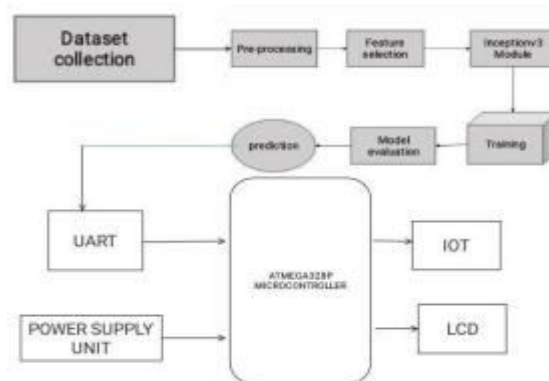 Dataset
collection
Pre-processing
Feature
selection
Inceptionv3
Module
prediction
Model
evaluation
Training
UART
ATMEGA328P
MICROCONTROLLER
IOT
POWER SUPPLY
UNIT
LCD